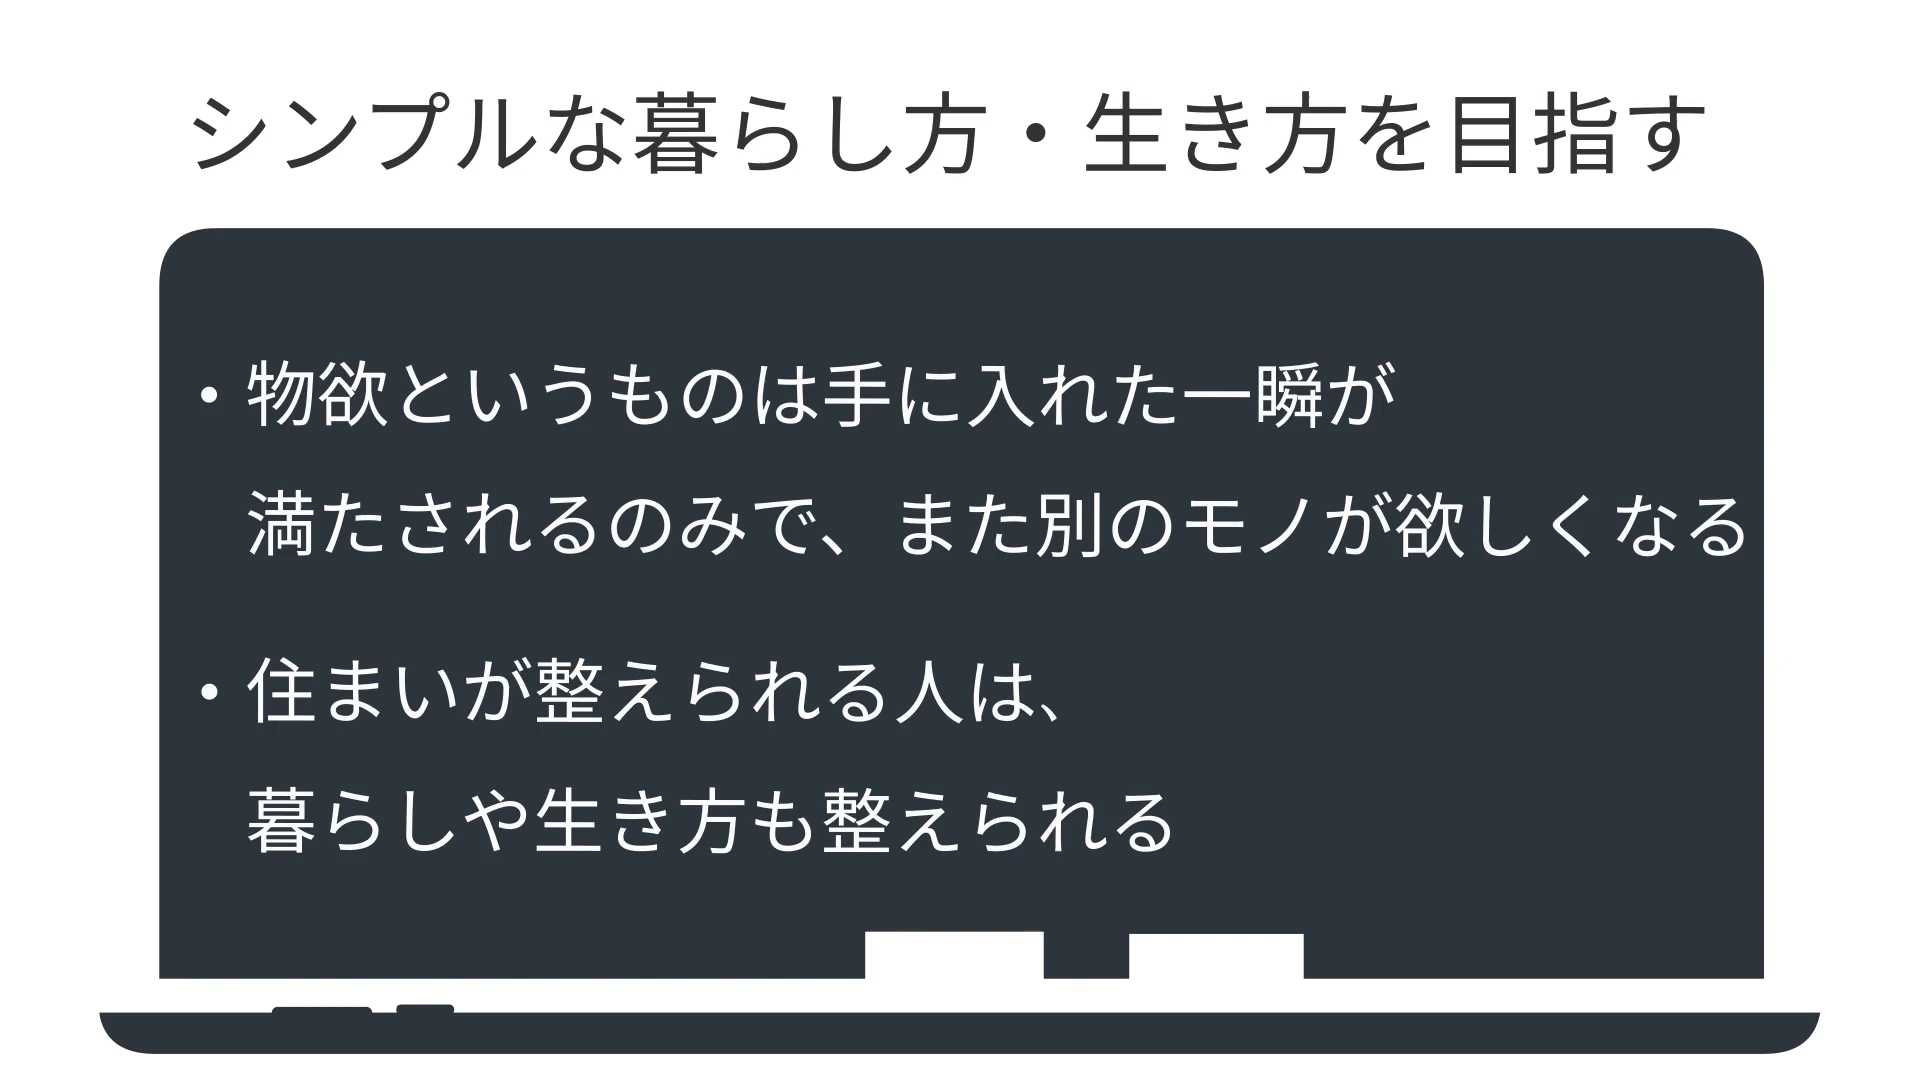 シンプルな暮らし方・生き方を目指す
・物欲というものは手に入れた一瞬が
満たされるのみで、また別のモノが欲しくなる
・住まいが整えられる人は、
暮らしや生き方も整えられる